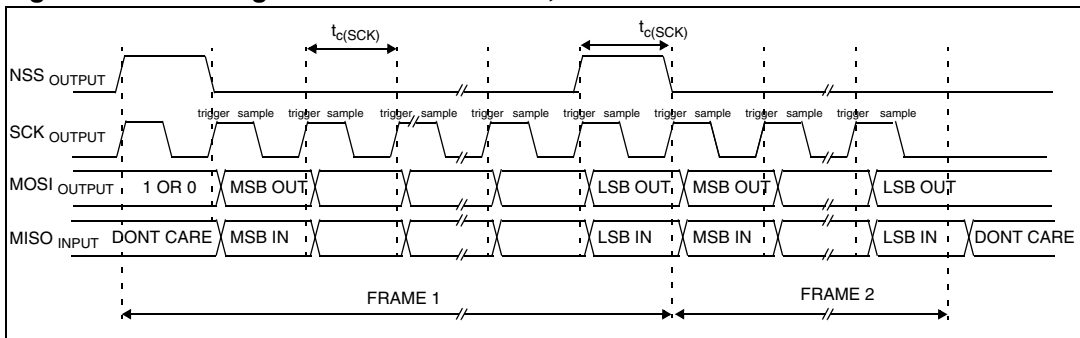 tc(SCK) tc(SCK)
NSS OUTPUT
trigger sample trigger sample trigger sample trigger sample trigger sample trigger sample trigger sample trigger sample
SCK OUTPUT
MOSI OUTPUT 1 OR 0 MSB OUT LSB OUT MSB OUT LSB OUT
MISO INPUT DONT CARE MSB IN LSB IN MSB IN LSB IN DONT CARE
FRAME 1 FRAME 2